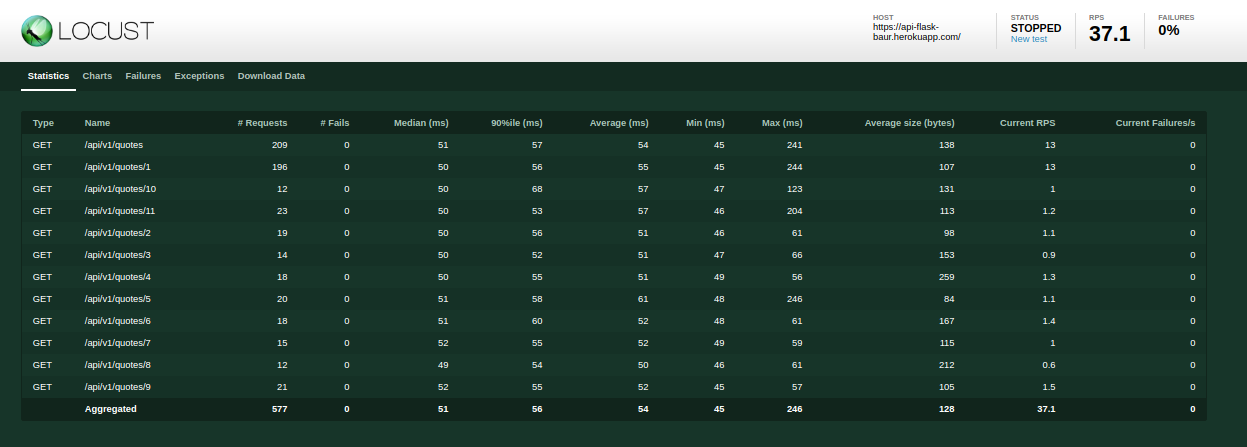 LOCUST
HOST
https://api-flask-
baur.herokuapp.com/
STATUS
STOPPED
New test
RPS
37.1
FAILURES
0%
Statistics Charts Failures Exceptions Download Data
Type Name # Requests # Fails Median (ms) 90%ile (ms) Average (ms) Min (ms) Max (ms) Average size (bytes) Current RPS Current Failures/s
GET /api/v1/quotes 209 0 51 57 54 45 241 138 13 0
GET /api/v1/quotes/1 196 0 50 56 55 45 244 107 13 0
GET /api/v1/quotes/10 12 0 50 68 57 47 123 131 1 0
GET /api/v1/quotes/11 23 0 50 53 57 46 204 113 1.2 0
GET /api/v1/quotes/2 19 0 50 56 51 46 61 98 1.1 0
GET /api/v1/quotes/3 14 0 50 52 51 47 66 153 0.9 0
GET /api/v1/quotes/4 18 0 50 55 51 49 56 259 1.3 0
GET /api/v1/quotes/5 20 0 51 58 61 48 246 84 1.1 0
GET /api/v1/quotes/6 18 0 51 60 52 48 61 167 1.4 0
GET /api/v1/quotes/7 15 0 52 55 52 49 59 115 1 0
GET /api/v1/quotes/8 12 0 49 54 50 46 61 212 0.6 0
GET /api/v1/quotes/9 21 0 52 55 52 45 57 105 1.5 0
Aggregated 577 0 51 56 54 45 246 128 37.1 0